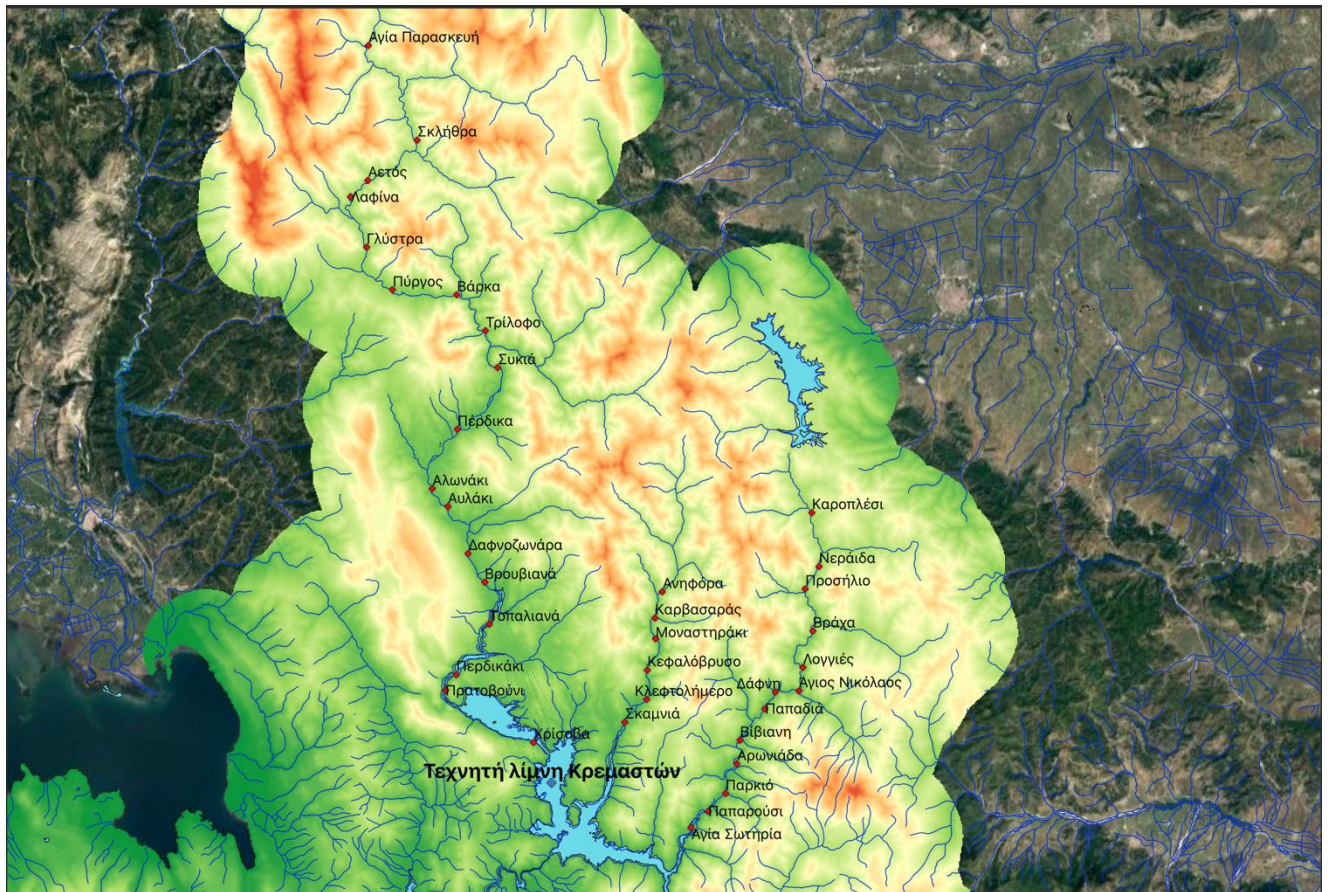 Αγία Παρασκευή
Σκλήθρα
Αετός
Λαφίνα
Γλύστρα
Πύργος
Βάρκα
Τρίλοφο
Συκιά
Πέρδικα
Αλωνάκι
Αυλάκι
Καροπλέσι
Δαφνοζωνάρα
Νεράιδα
Βρουβιανά
Ανηφόρα
Προσήλιο
Καρβασαράς
Τοπαλιανά
Βράχα
Μοναστηράκι
Κεφαλόβρυσο
Περδικάκι
Λογγιές
Πρατοβούνι
Κλεφτολήμερο
Δάφνη
Άγιος Νικόλαος
Παπαδιά
Σκαμνιά
Χρίσοβα
Βίβιανη
Αρωνιάδα
Τεχνητή λίμνη Κρεμαστών
Παρκιό
Παπαρούσι
Αγία Σωτηρία